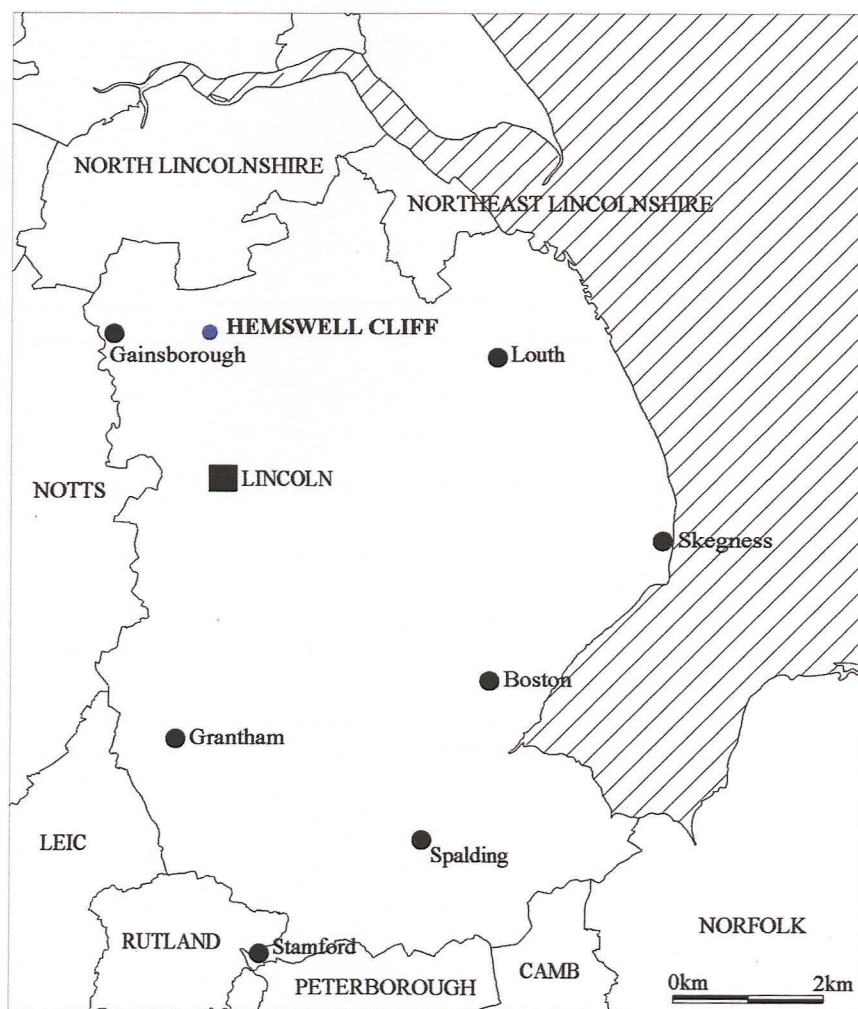 NORTH LINCOLNSHIRE
NORTHEAST LINCOLNSHIRE
HEMSWELL CLIFF
Gainsborough
Louth
NOTTS
LINCOLN
Skegness
Boston
Grantham
LEIC
Spalding
NORFOLK
RUTLAND
Stamford
CAMB
PETERBOROUGH
0km 2km